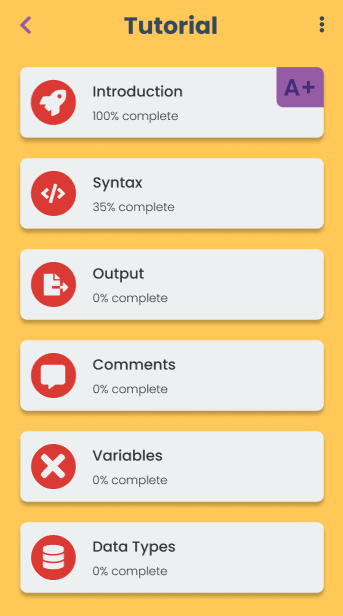 Tutorial
Introduction
A+
100% complete
Syntax
35% complete
Output
0% complete
Comments
0% complete
Variables
0% complete
Data Types
0% complete